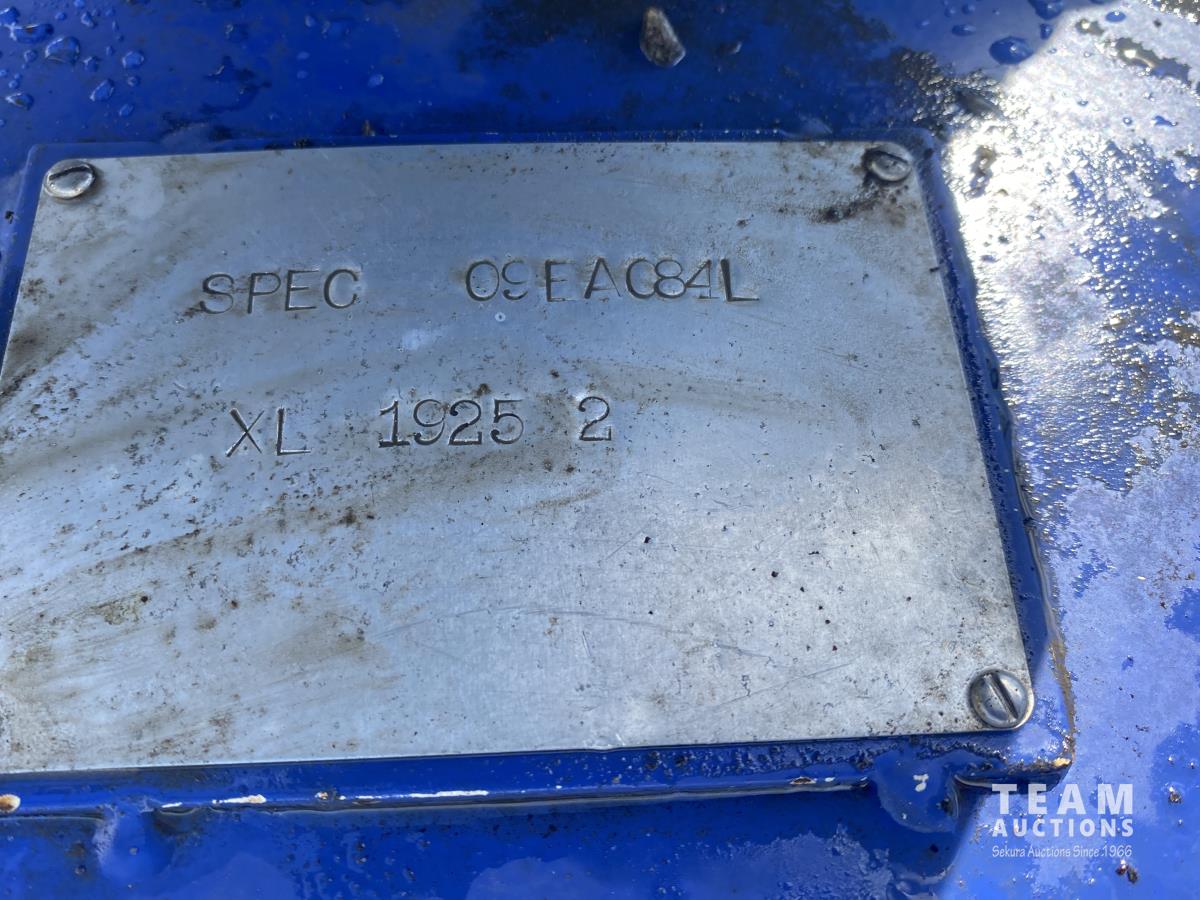 SPEC 09EAC84L
XL 1925 2
TEAM
AUCTIONS
Sekura Auctions Since 1966